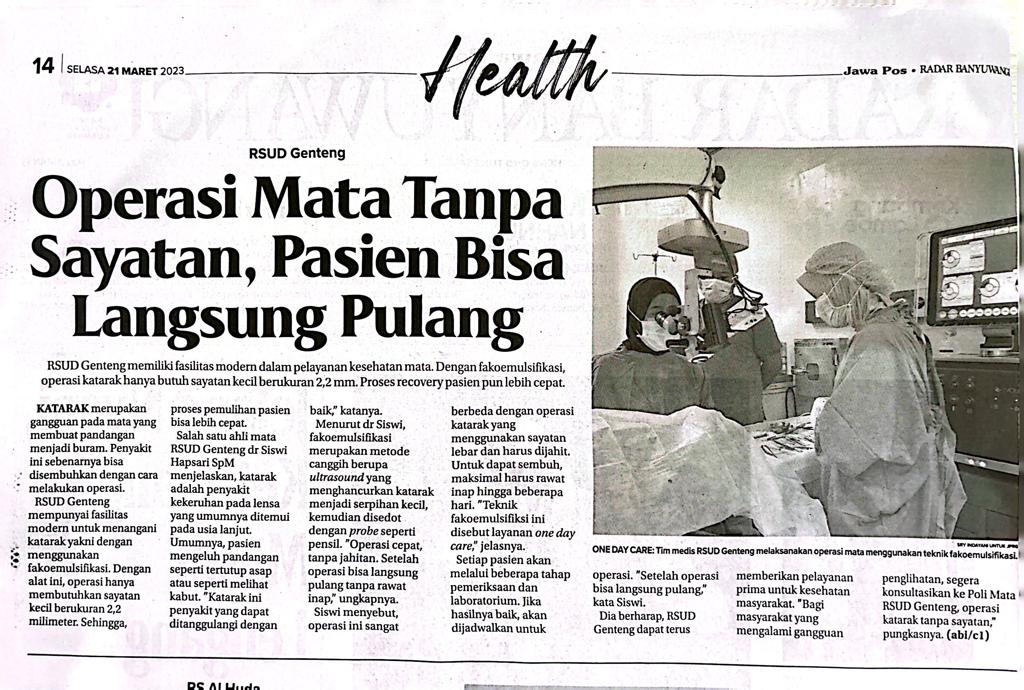 14 | SELASA 21 MARET 2023
Health
Jawa Pos • RADAR BANYUWANGI
RSUD Genteng
Operasi Mata Tanpa
Sayatan, Pasien Bisa
Langsung Pulang
RSUD Genteng memiliki fasilitas modern dalam pelayanan kesehatan mata. Dengan fakoemulsifikasi,
operasi katarak hanya butuh sayatan kecil berukuran 2,2 mm. Proses recovery pasien pun lebih cepat.
KATARAK merupakan
gangguan pada mata yang
membuat pandangan
menjadi buram. Penyakit
ini sebenarnya bisa
disembuhkan dengan cara
melakukan operasi.
RSUD Genteng
mempunyai fasilitas
modern untuk menangani
katarak yakni dengan
menggunakan
fakoemulsifikasi. Dengan
alat ini, operasi hanya
membutuhkan sayatan
kecil berukuran 2,2
milimeter. Sehingga,
proses pemulihan pasien
bisa lebih cepat.
Salah satu ahli mata
RSUD Genteng dr Siswi
Hapsari SpM
menjelaskan, katarak
adalah penyakit
kekeruhan pada lensa
yang umumnya ditemui
pada usia lanjut.
Umumnya, pasien
mengeluh pandangan
seperti tertutup asap
atau seperti melihat
kabut. "Katarak ini
penyakit yang dapat
ditanggulangi dengan
baik," katanya.
Menurut dr Siswi,
fakoemulsifikasi
merupakan metode
canggih berupa
ultrasound yang
menghancurkan katarak
menjadi serpihan kecil,
kemudian disedot
dengan probe seperti
pensil. "Operasi cepat,
tanpa jahitan. Setelah
operasi bisa langsung
pulang tanpa rawat
inap," ungkapnya.
Siswi menyebut,
operasi ini sangat
berbeda dengan operasi
katarak yang
menggunakan sayatan
lebar dan harus dijahit.
Untuk dapat sembuh,
maksimal harus rawat
inap hingga beberapa
hari. "Teknik
fakoemulsifiksi ini
disebut layanan one day
care," jelasnya.
Setiap pasien akan
melalui beberapa tahap
pemeriksaan dan
laboratorium. Jika
hasilnya baik, akan
dijadwalkan untuk
SRY INDAYANI UNTUK JPRG
ONE DAY CARE: Tim medis RSUD Genteng melaksanakan operasi mata menggunakan teknik fakoemulsifikasi.
operasi. "Setelah operasi
bisa langsung pulang,"
kata Siswi.
Dia berharap, RSUD
Genteng dapat terus
memberikan pelayanan
prima untuk kesehatan
masyarakat. "Bagi
masyarakat yang
mengalami gangguan
penglihatan, segera
konsultasikan ke Poli Mata
RSUD Genteng, operasi
katarak tanpa sayatan,"
pungkasnya. (abi/c1)
RS Al Huda